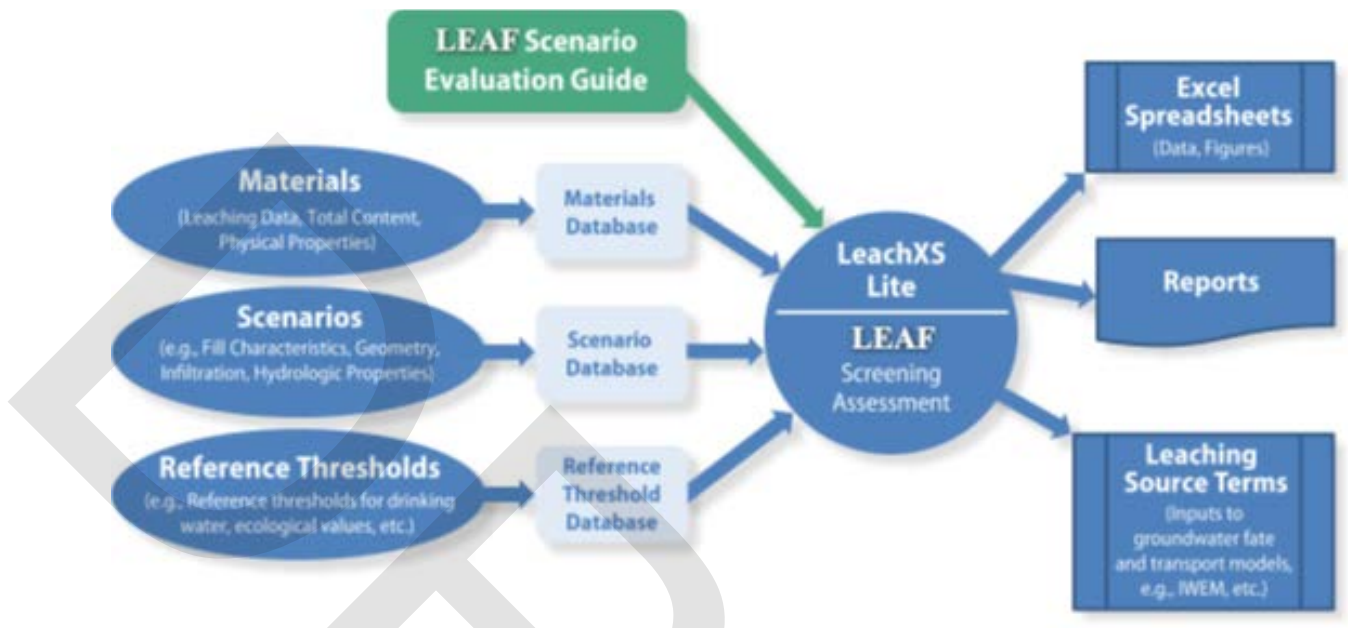 LEAF Scenario
Evaluation Guide
Materials
(Leaching Data, Total Content,
Physical Properties)
Materials
Database
Scenarios
(e.g., Fill Characteristics, Geometry,
Infiltration, Hydrologic Properties)
Scenario
Database
Reference Thresholds
(e.g., Reference thresholds for drinking
water, ecological values, etc.)
Reference
Threshold
Database
LeachXS
Lite
LEAF
Screening
Assessment
Excel
Spreadsheets
(Data, Figures)
Reports
Leaching
Source Terms
(Inputs to
groundwater fate
and transport models,
e.g., IWEM, etc.)